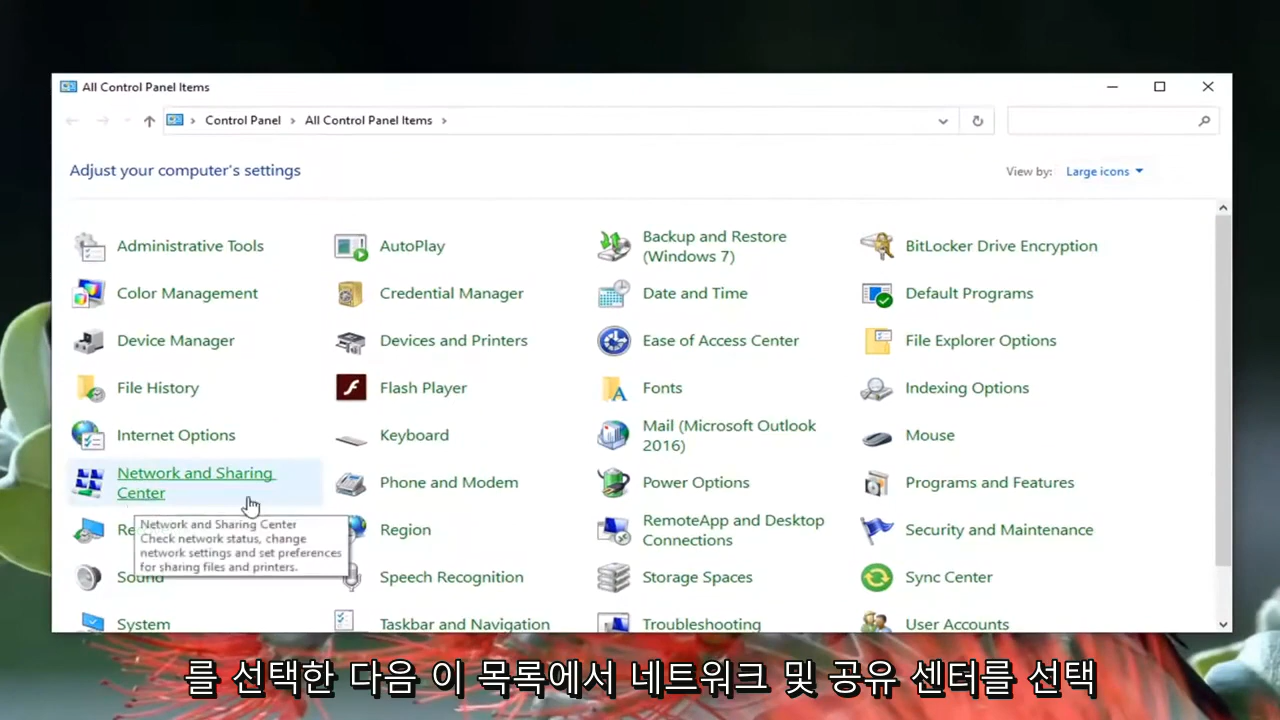 All Control Panel Items
Control Panel > All Control Panel Items >
Adjust your computer's settings
View by: Large icons
Administrative Tools
AutoPlay
Backup and Restore
(Windows 7)
BitLocker Drive Encryption
Color Management
Credential Manager
Date and Time
Default Programs
Device Manager
Devices and Printers
Ease of Access Center
File Explorer Options
File History
Flash Player
Fonts
Indexing Options
Internet Options
Keyboard
Mail (Microsoft Outlook
2016)
Mouse
Network and Sharing
Center
Phone and Modem
Power Options
Programs and Features
Network and Sharing Center
Check network status, change
network settings and set preferences
for sharing files and printers.
Region
RemoteApp and Desktop
Connections
Security and Maintenance
Sound
Speech Recognition
Storage Spaces
Sync Center
System
Taskbar and Navigation
Troubleshooting
User Accounts
를 선택한 다음 이 목록에서 네트워크 및 공유 센터를 선택